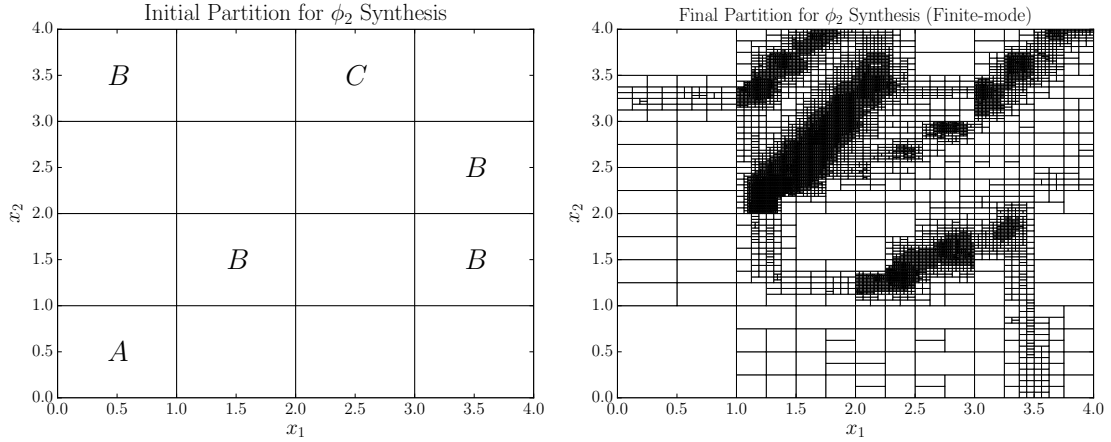 Initial Partition for ϕ₂ Synthesis
4.0
3.5
3.0
2.5
2.0
1.5
1.0
0.5
0.0
x₂
B
C
B
B
B
A
0.0 0.5 1.0 1.5 2.0 2.5 3.0 3.5 4.0
x₁
Final Partition for ϕ₂ Synthesis (Finite-mode)
4.0
3.5
3.0
2.5
2.0
1.5
1.0
0.5
0.0
x₂
0.0 0.5 1.0 1.5 2.0 2.5 3.0 3.5 4.0
x₁